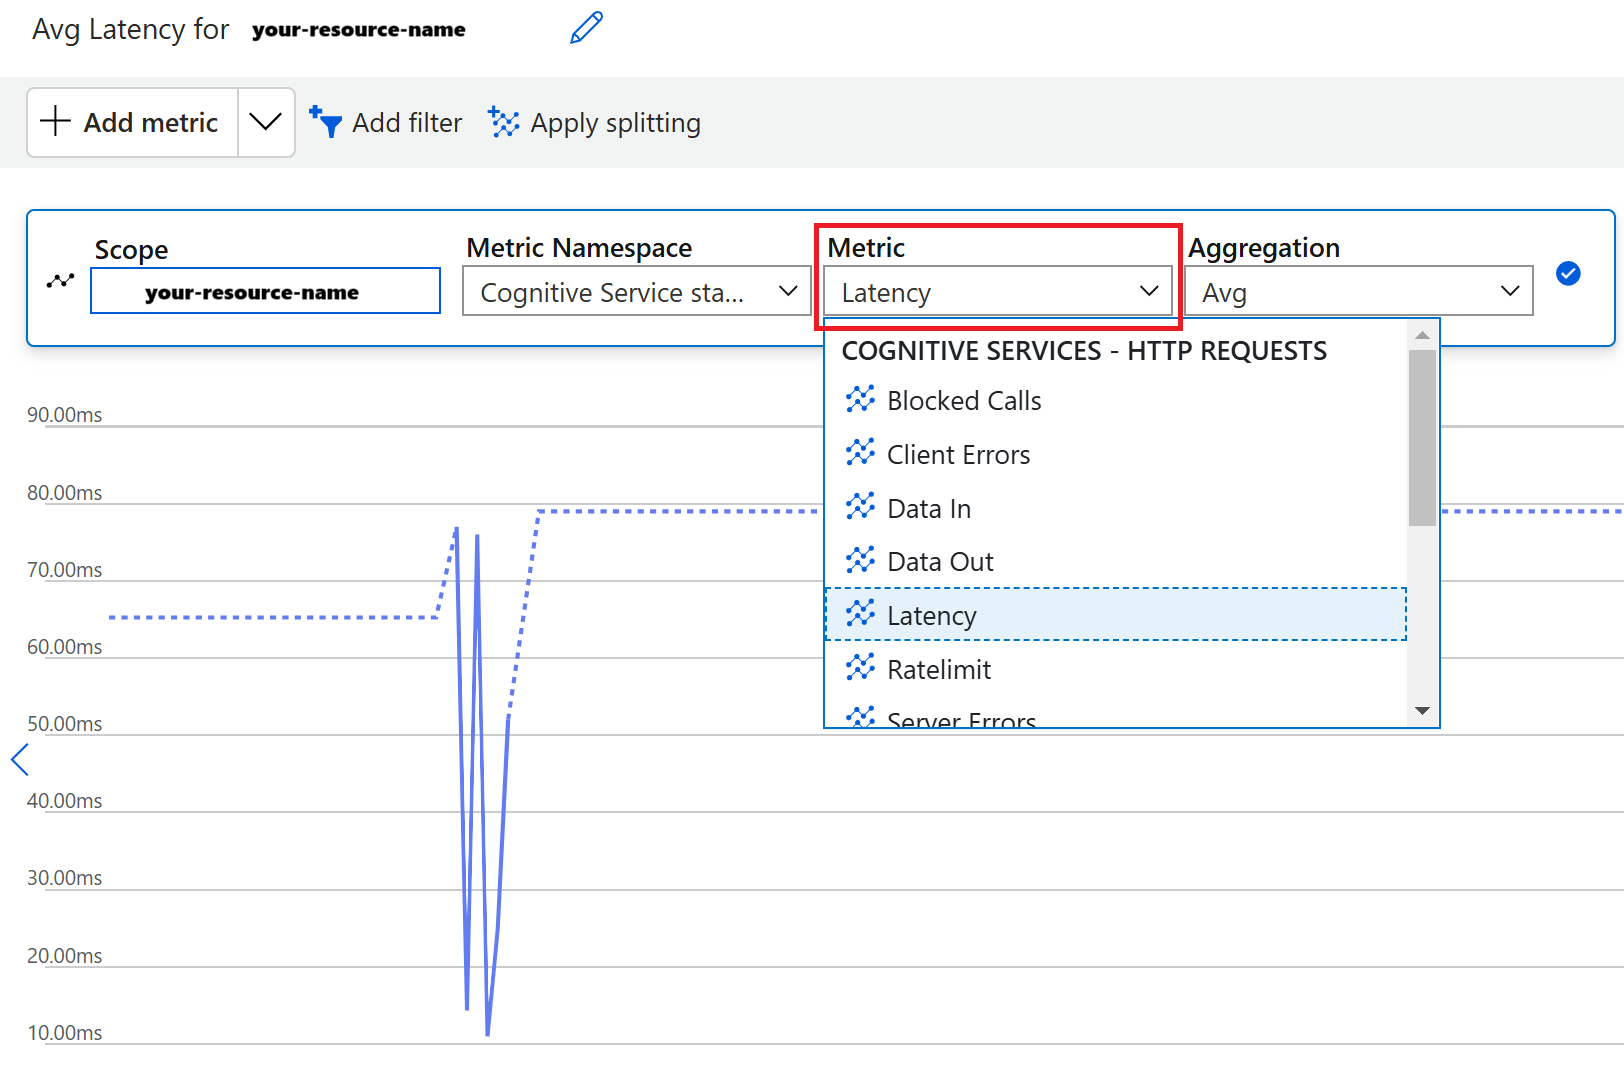 Avg Latency for your-resource-name
Add metric
Add filter
Apply splitting
Scope
your-resource-name
Metric Namespace
Cognitive Service sta...
Metric
Latency
Aggregation
Avg
COGNITIVE SERVICES - HTTP REQUESTS
Blocked Calls
Client Errors
Data In
Data Out
Latency
Ratelimit
Server Errors
90.00ms
80.00ms
70.00ms
60.00ms
50.00ms
40.00ms
30.00ms
20.00ms
10.00ms